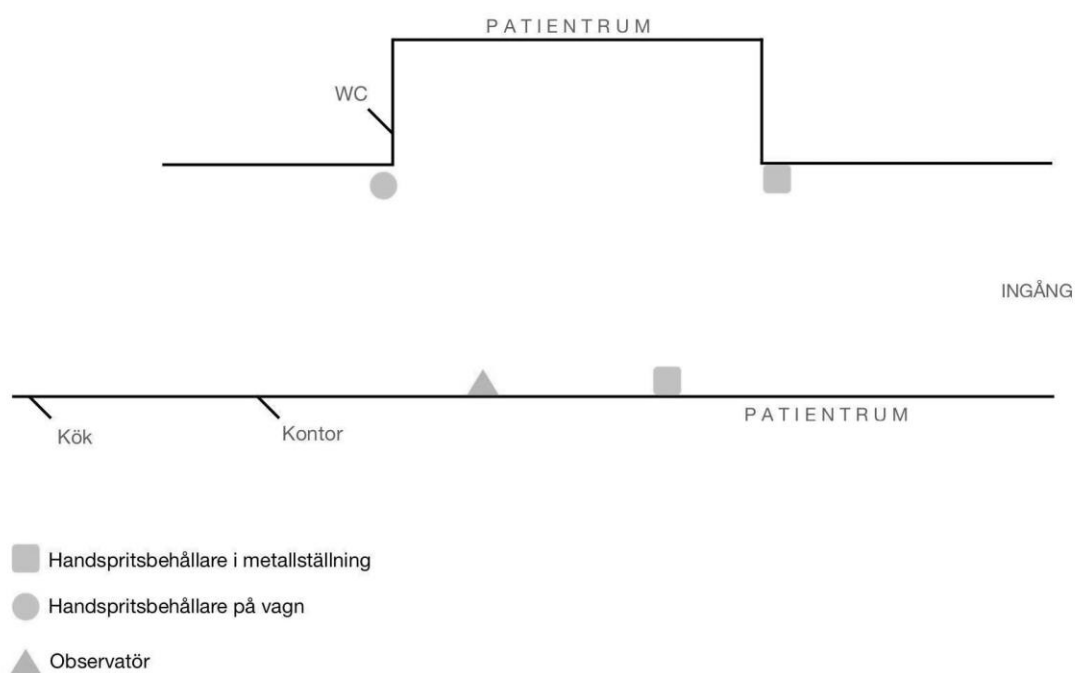 PATIENTRUM
WC
INGÅNG
PATIENTRUM
Kök
Kontor
Handspritsbehållare i metallställning
Handspritsbehållare på vagn
Observatör